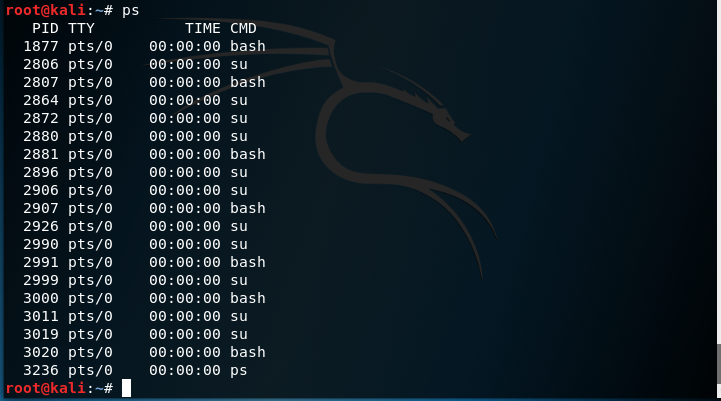 root@kali:~# ps
  PID TTY          TIME CMD
 1877 pts/0    00:00:00 bash
 2806 pts/0    00:00:00 su
 2807 pts/0    00:00:00 bash
 2864 pts/0    00:00:00 su
 2872 pts/0    00:00:00 su
 2880 pts/0    00:00:00 su
 2881 pts/0    00:00:00 bash
 2896 pts/0    00:00:00 su
 2906 pts/0    00:00:00 su
 2907 pts/0    00:00:00 bash
 2926 pts/0    00:00:00 su
 2990 pts/0    00:00:00 su
 2991 pts/0    00:00:00 bash
 2999 pts/0    00:00:00 su
 3000 pts/0    00:00:00 bash
 3011 pts/0    00:00:00 su
 3019 pts/0    00:00:00 su
 3020 pts/0    00:00:00 bash
 3236 pts/0    00:00:00 ps
root@kali:~#